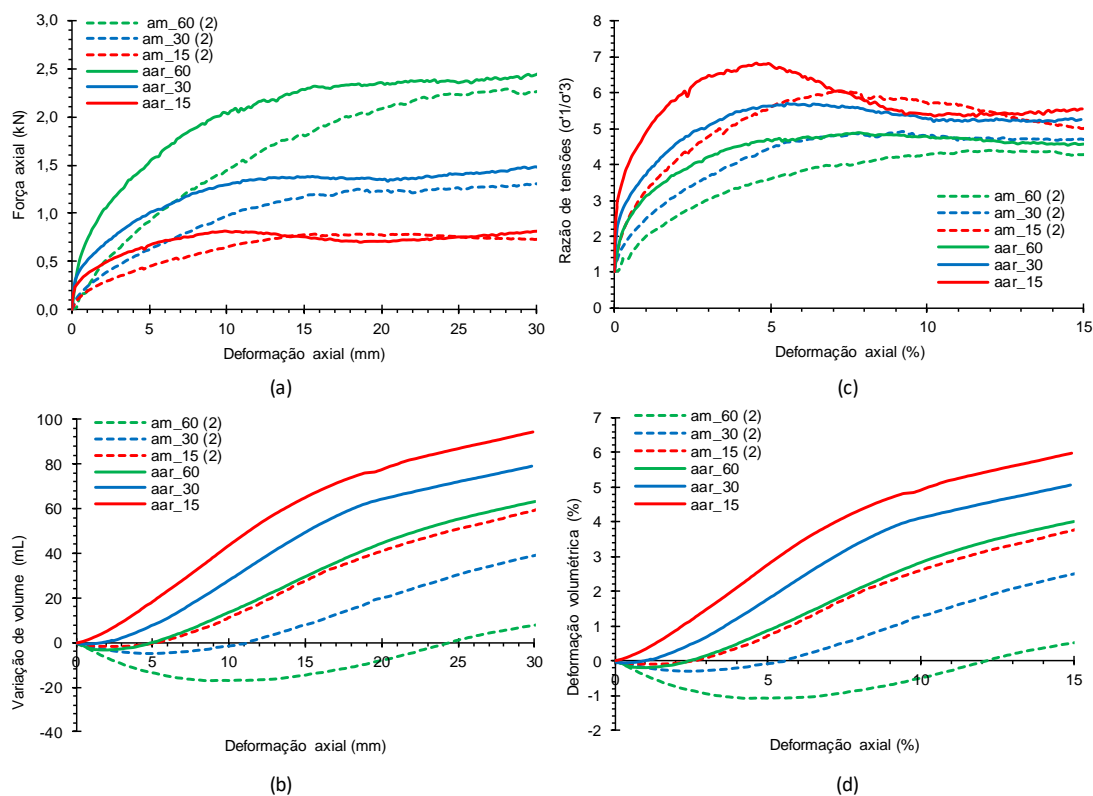 3,0
2,5
2,0
1,5
1,0
0,5
0,0
Força axial (kN)
am_60 (2)
am_30 (2)
am_15 (2)
aar_60
aar_30
aar_15
0 5 10 15 20 25 30
Deformação axial (mm)
(a)
8
7
6
5
4
3
2
1
0
Razão de tensões (σ'1/σ'3)
am_60 (2)
am_30 (2)
am_15 (2)
aar_60
aar_30
aar_15
0 5 10 15
Deformação axial (%)
(c)
100
80
60
40
20
0
-20
-40
Variação de volume (mL)
am_60 (2)
am_30 (2)
am_15 (2)
aar_60
aar_30
aar_15
0 5 10 15 20 25 30
Deformação axial (mm)
(b)
7
6
5
4
3
2
1
0
-1
-2
Deformação volumétrica (%)
am_60 (2)
am_30 (2)
am_15 (2)
aar_60
aar_30
aar_15
0 5 10 15
Deformação axial (%)
(d)